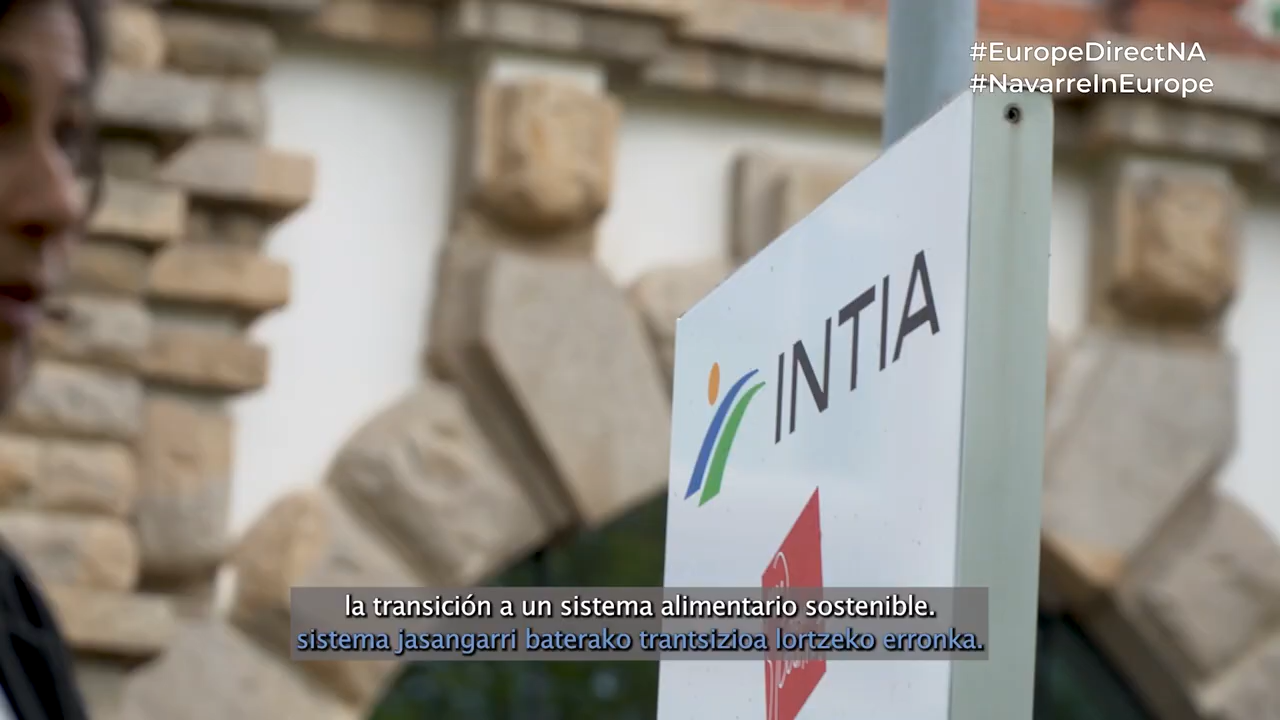 #EuropeDirectNA
#NavarreInEurope
INTIA
la transición a un sistema alimentario sostenible.
sistema jasangarri baterako trantsizioa lortzeko erronka.